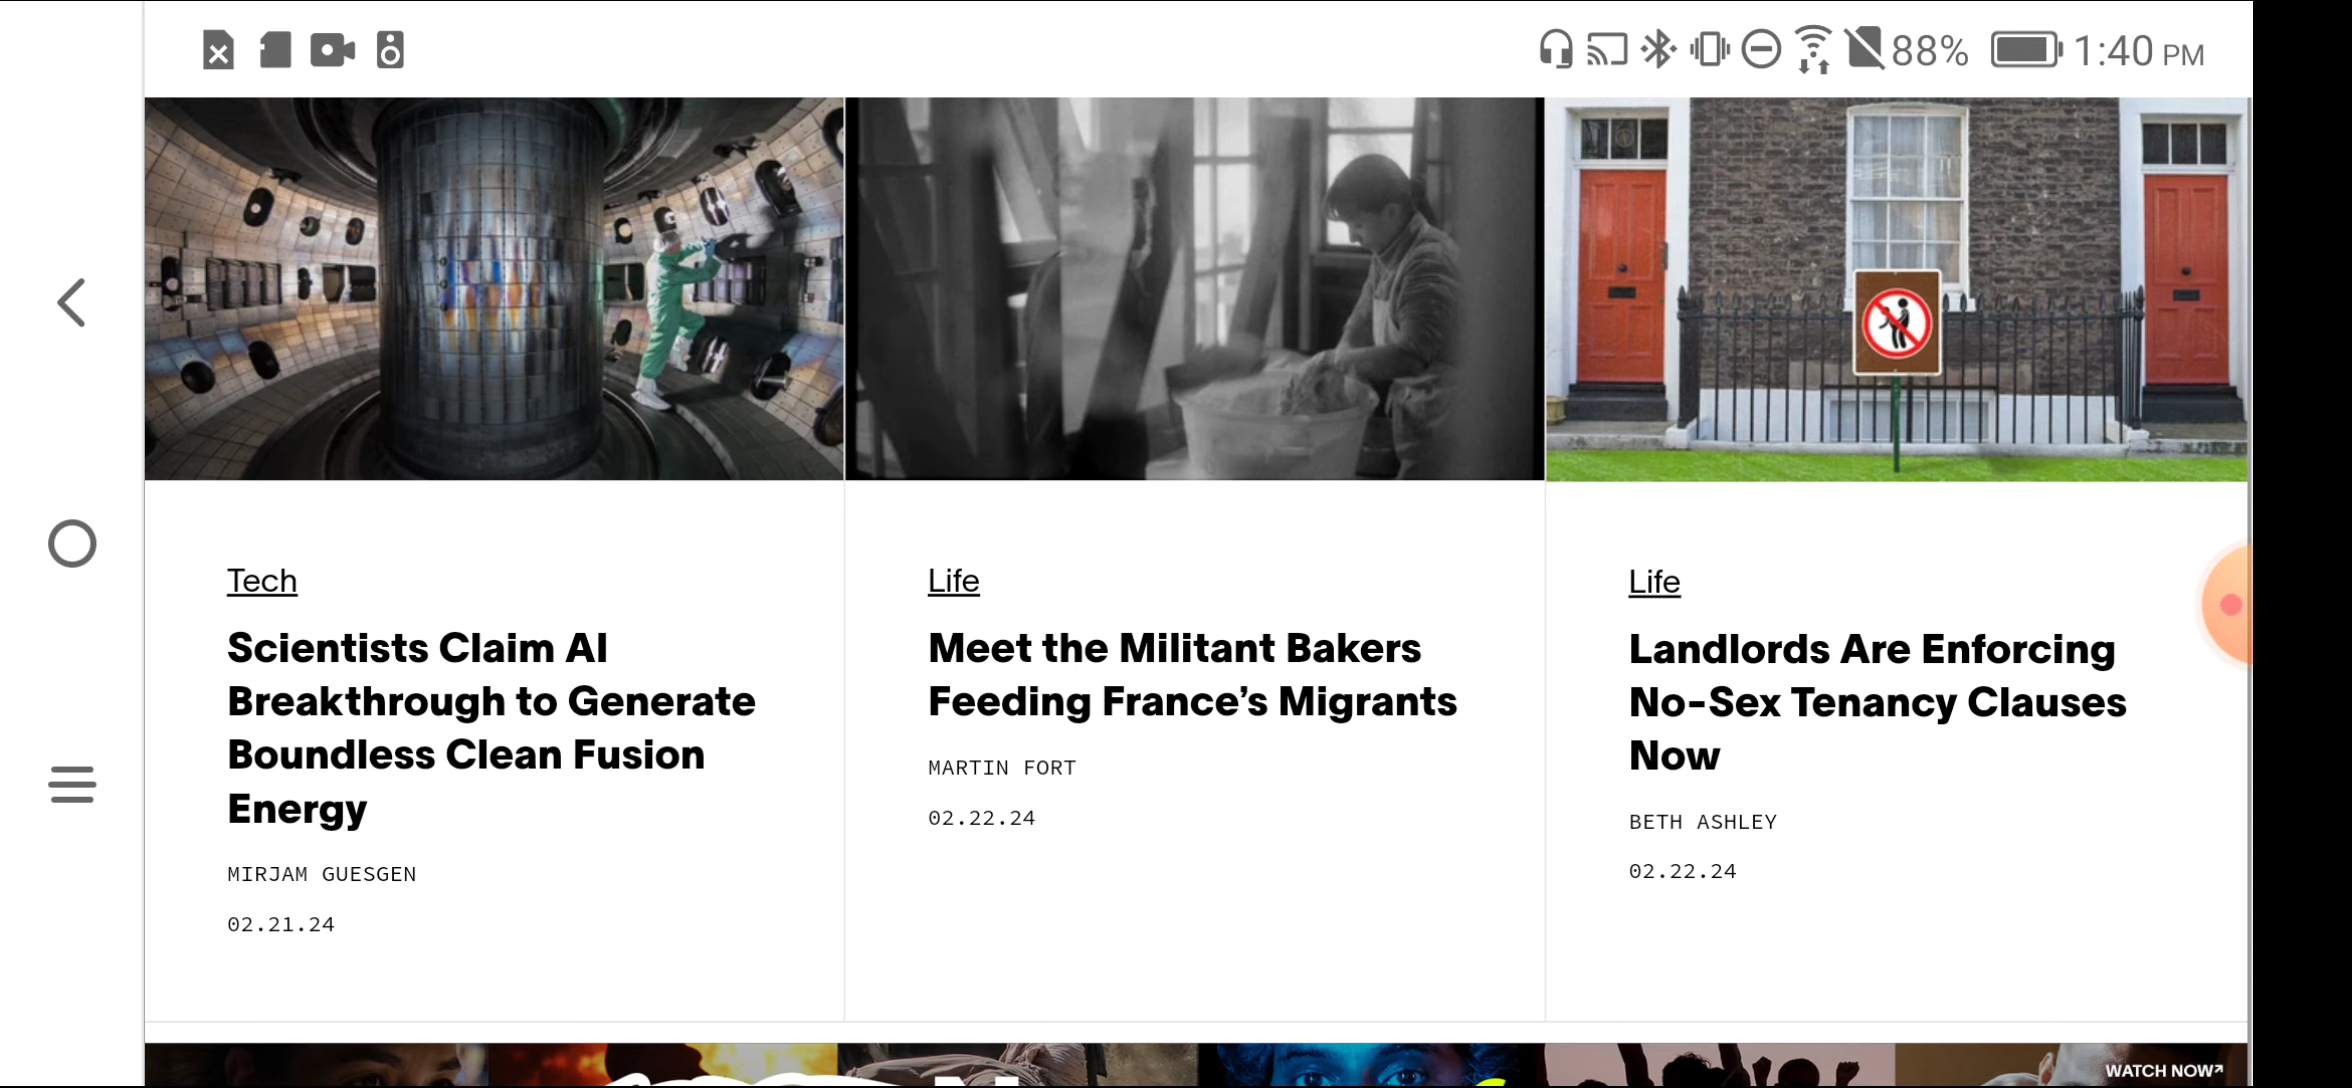 88% 1:40 PM
Tech
Scientists Claim AI
Breakthrough to Generate
Boundless Clean Fusion
Energy
MIRJAM GUESGEN
02.21.24
Life
Meet the Militant Bakers
Feeding France’s Migrants
MARTIN FORT
02.22.24
Life
Landlords Are Enforcing
No-Sex Tenancy Clauses
Now
BETH ASHLEY
02.22.24
WATCH NOW